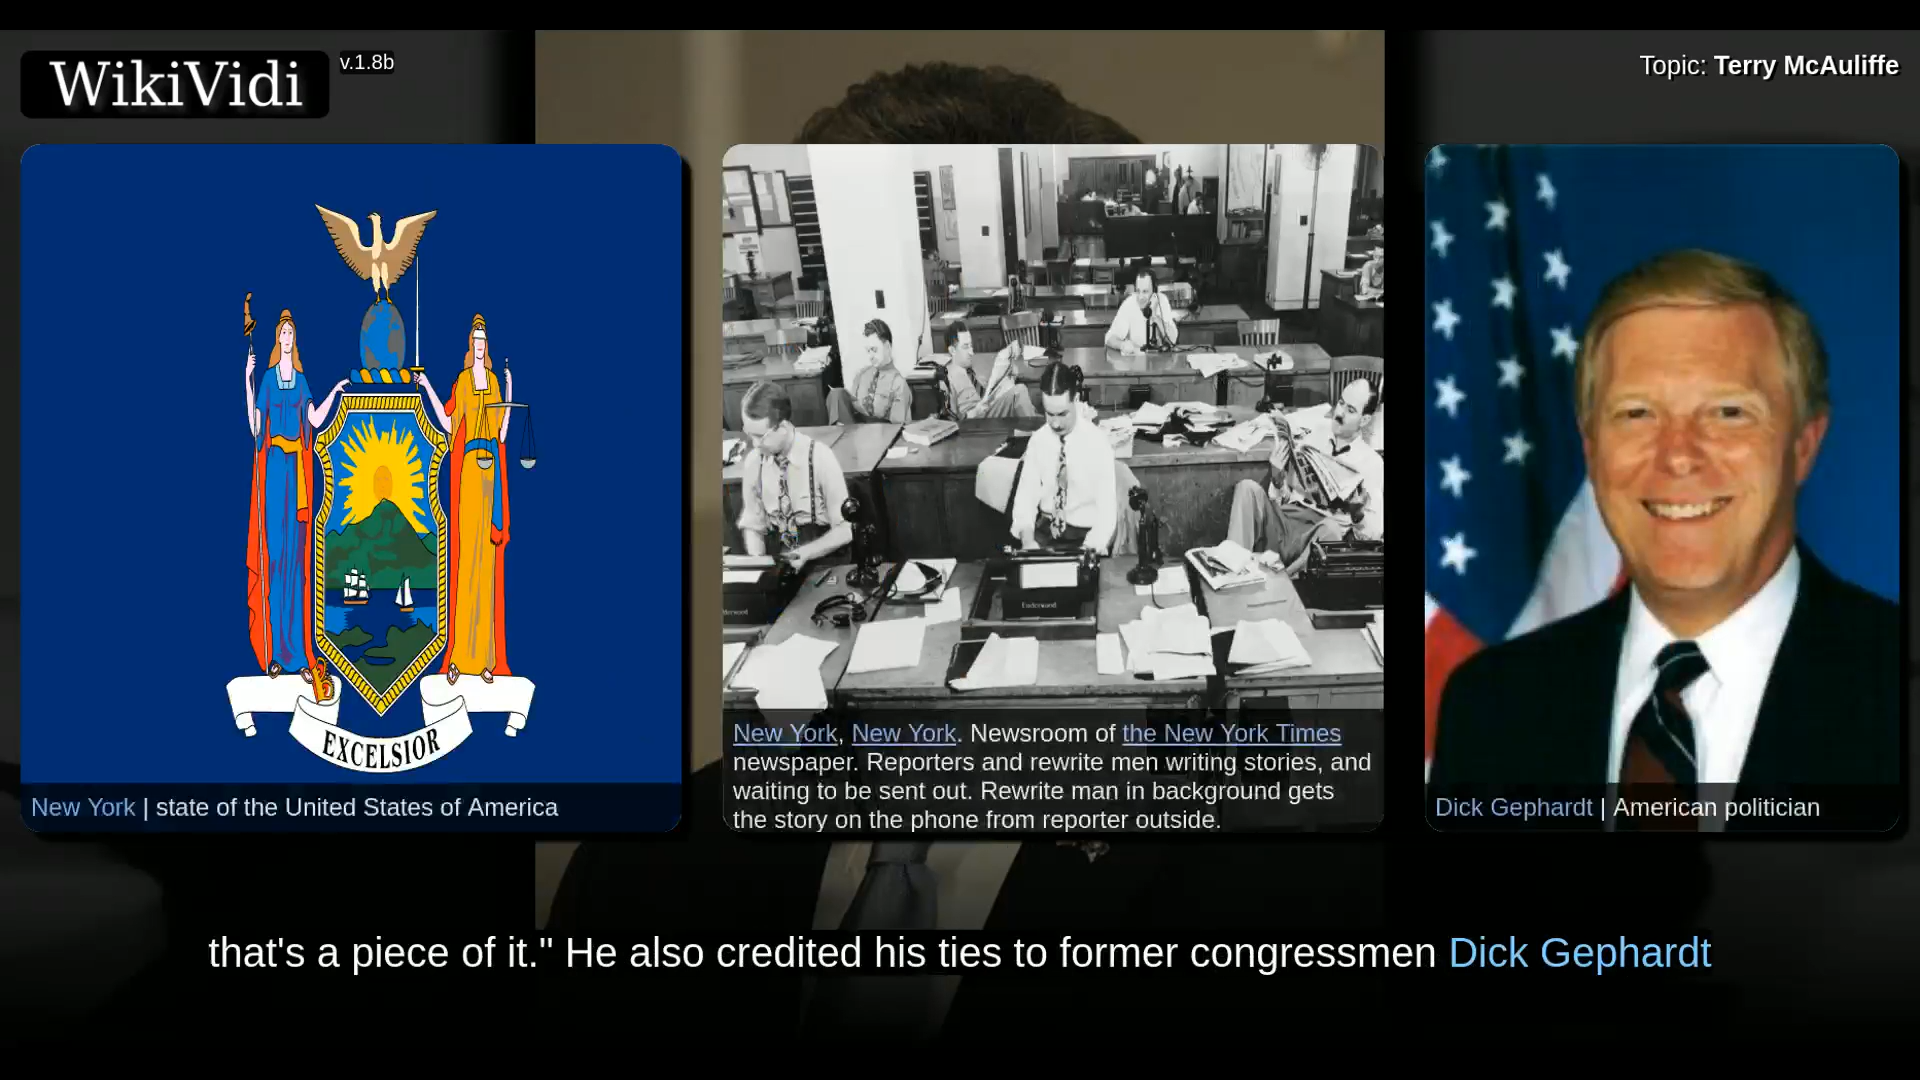 WikiVidi
v.1.8b
Topic: Terry McAuliffe
EXCELSIOR
New York | state of the United States of America
Underwood
New York, New York. Newsroom of the New York Times
newspaper. Reporters and rewrite men writing stories, and
waiting to be sent out. Rewrite man in background gets
the story on the phone from reporter outside.
Dick Gephardt | American politician
that's a piece of it." He also credited his ties to former congressmen Dick Gephardt